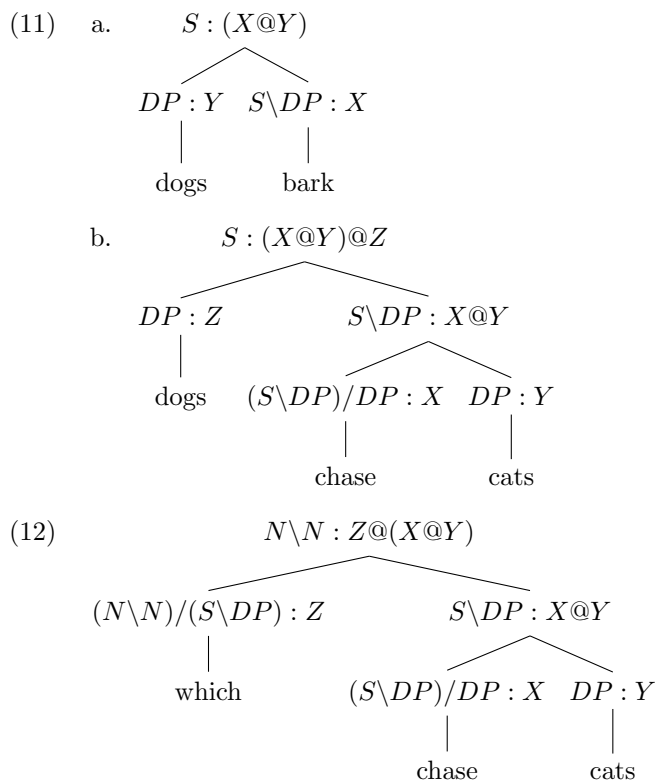 (11) a. S : (X@Y)
DP : Y S\DP : X
dogs bark
b. S : (X@Y)@Z
DP : Z S\DP : X@Y
dogs (S\DP)/DP : X DP : Y
chase cats
(12) N\N : Z@(X@Y)
(N\N)/(S\DP) : Z S\DP : X@Y
which (S\DP)/DP : X DP : Y
chase cats